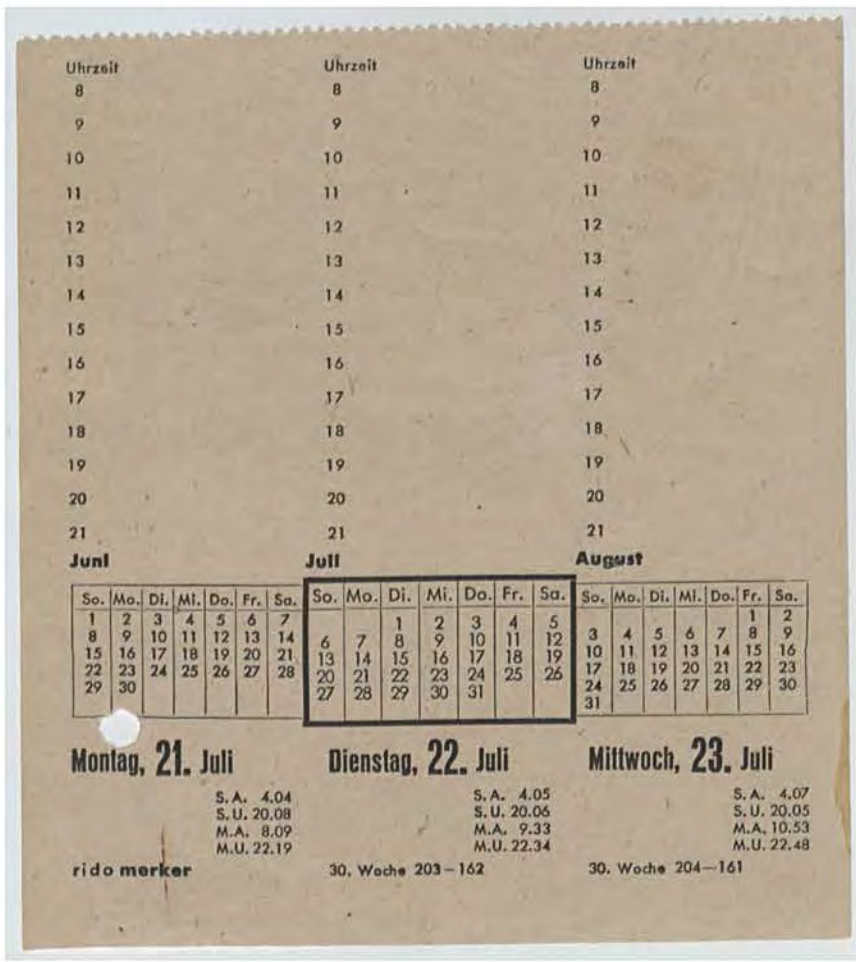 Uhrzeit Uhrzeit Uhrzeit
8 8 8
9 9 9
10 10 10
11 11 11
12 12 12
13 13 13
14 14 14
15 15 15
16 16 16
17 17 17
18 18 18
19 19 19
20 20 20
21 21 21
Juni
So. Mo. Di. Mi. Do. Fr. Sa.
1 2 3 4 5 6 7
8 9 10 11 12 13 14
15 16 17 18 19 20 21
22 23 24 25 26 27 28
29 30
Juli
So. Mo. Di. Mi. Do. Fr. Sa.
1 2 3 4 5
6 7 8 9 10 11 12
13 14 15 16 17 18 19
20 21 22 23 24 25 26
27 28 29 30 31
August
So. Mo. Di. Mi. Do. Fr. Sa.
1 2
3 4 5 6 7 8 9
10 11 12 13 14 15 16
17 18 19 20 21 22 23
24 25 26 27 28 29 30
31
Montag, 21. Juli
S.A. 4.04
S.U. 20.08
M.A. 8.09
M.U. 22.19
rido merker
Dienstag, 22. Juli
S.A. 4.05
S.U. 20.06
M.A. 9.33
M.U. 22.34
30. Woche 203–162
Mittwoch, 23. Juli
S.A. 4.07
S.U. 20.05
M.A. 10.53
M.U. 22.48
30. Woche 204–161